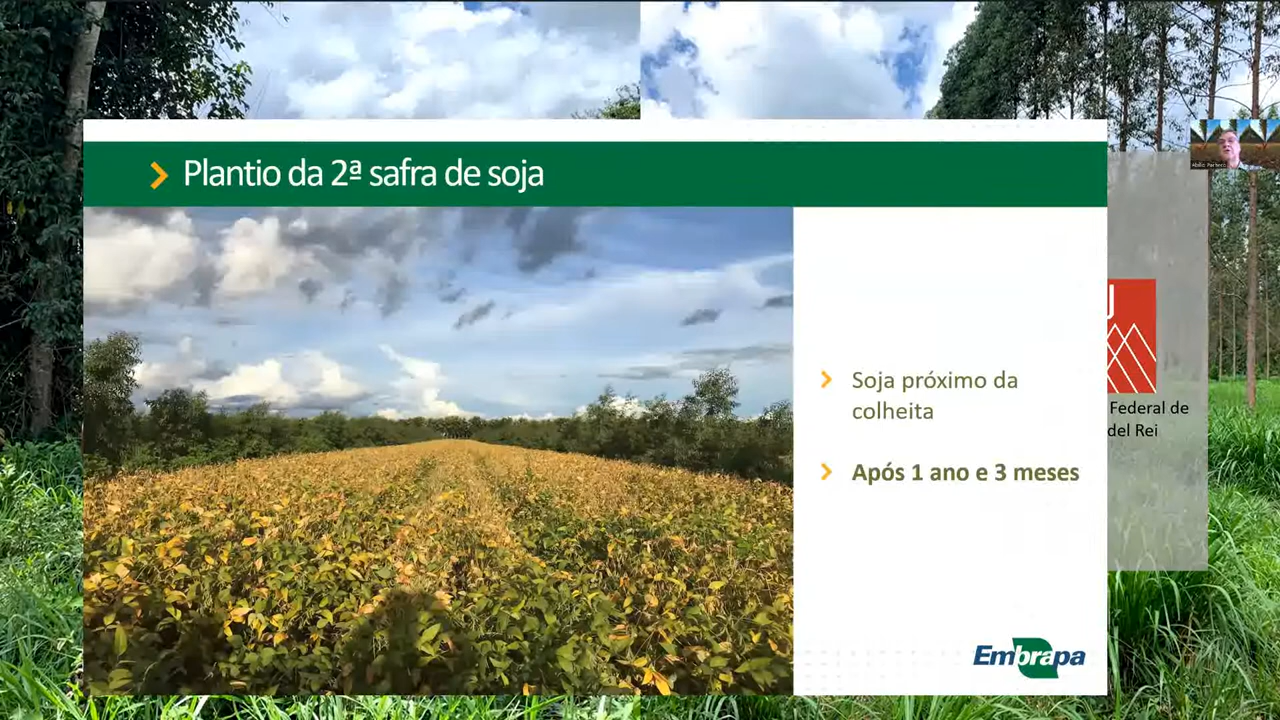 Plantio da 2ª safra de soja
Soja próximo da
colheita
Após 1 ano e 3 meses
Federal de
del Rei
Embrapa